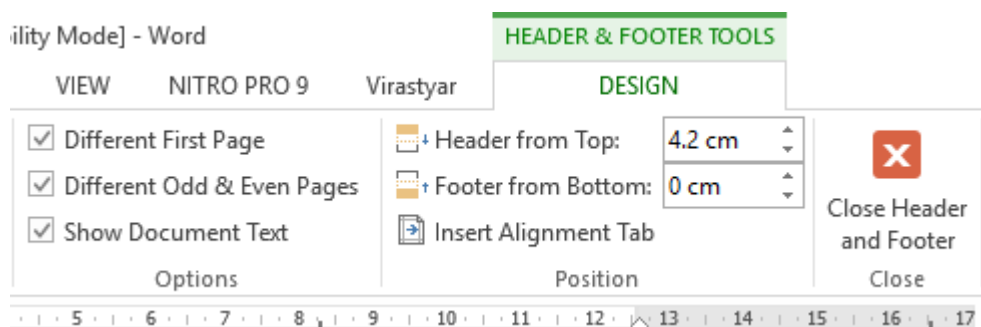 ility Mode] - Word HEADER & FOOTER TOOLS
VIEW NITRO PRO 9 Virastyar DESIGN
Different First Page
Different Odd & Even Pages
Show Document Text
Options
Header from Top: 4.2 cm
Footer from Bottom: 0 cm
Insert Alignment Tab
Position
Close Header
and Footer
Close
5 6 7 8 9 10 11 12 13 14 15 16 17